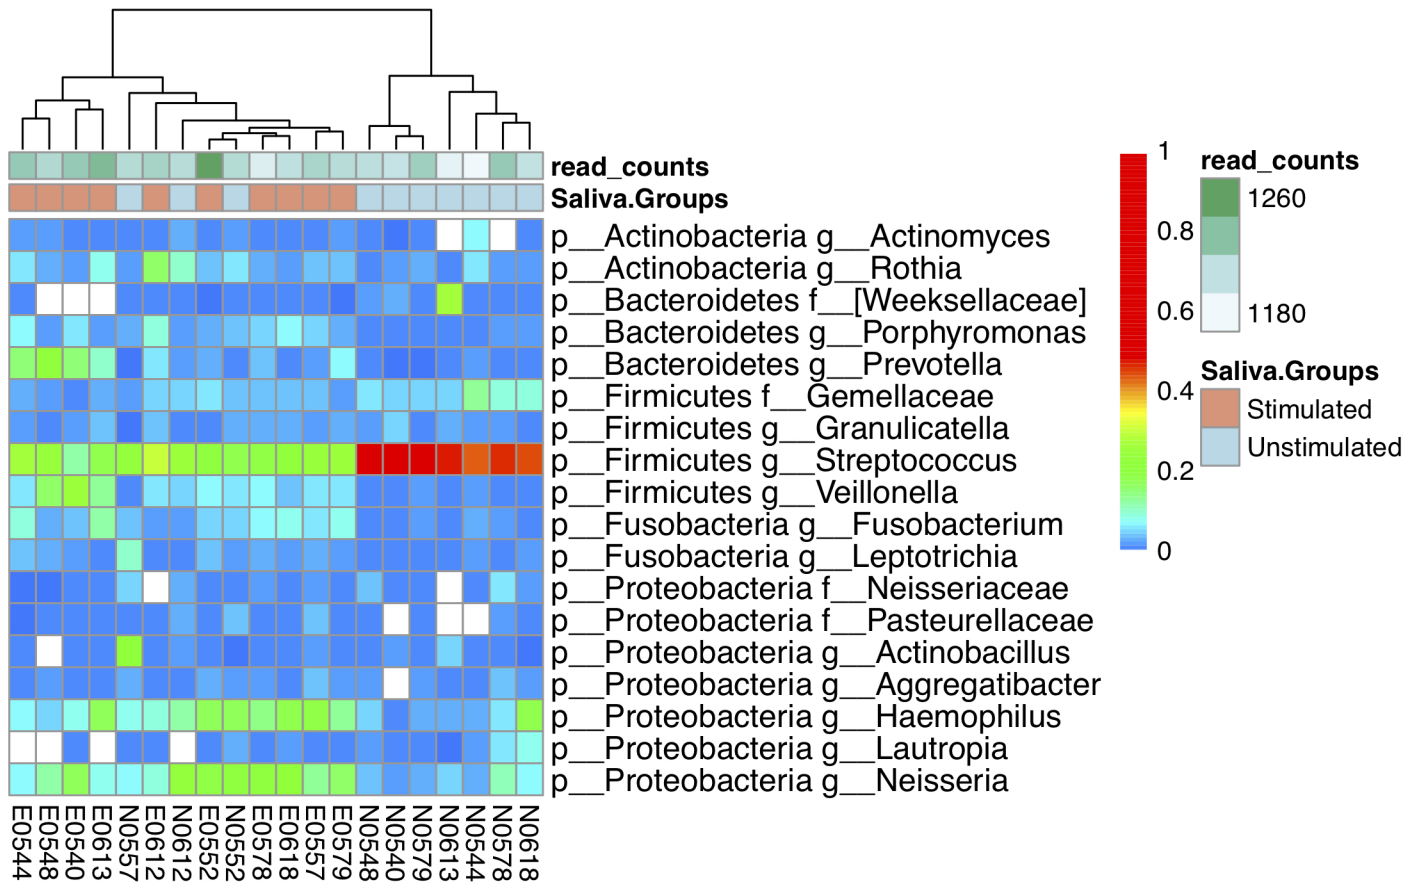 read_counts
Saliva.Groups
p__Actinobacteria g__Actinomyces
p__Actinobacteria g__Rothia
p__Bacteroidetes f__[Weeksellaceae]
p__Bacteroidetes g__Porphyromonas
p__Bacteroidetes g__Prevotella
p__Firmicutes f__Gemellaceae
p__Firmicutes g__Granulicatella
p__Firmicutes g__Streptococcus
p__Firmicutes g__Veillonella
p__Fusobacteria g__Fusobacterium
p__Fusobacteria g__Leptotrichia
p__Proteobacteria f__Neisseriaceae
p__Proteobacteria f__Pasteurellaceae
p__Proteobacteria g__Actinobacillus
p__Proteobacteria g__Aggregatibacter
p__Proteobacteria g__Haemophilus
p__Proteobacteria g__Lautropia
p__Proteobacteria g__Neisseria
E0544
E0548
E0540
E0613
N0557
E0612
N0612
E0552
N0552
E0578
E0618
E0557
E0579
N0548
N0540
N0579
N0613
N0544
N0578
N0618
1
0.8
0.6
0.4
0.2
0
read_counts
1260
1180
Saliva.Groups
Stimulated
Unstimulated